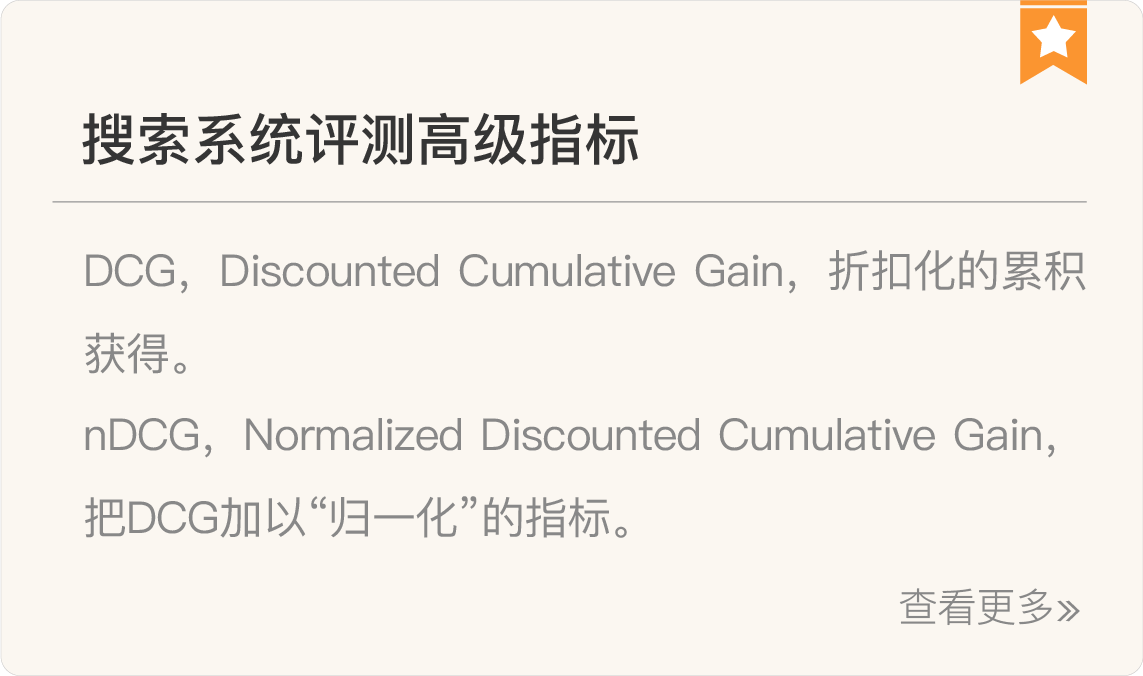 搜索系统评测高级指标
DCG，Discounted Cumulative Gain，折扣化的累积
获得。
nDCG，Normalized Discounted Cumulative Gain，
把DCG加以“归一化”的指标。
查看更多»